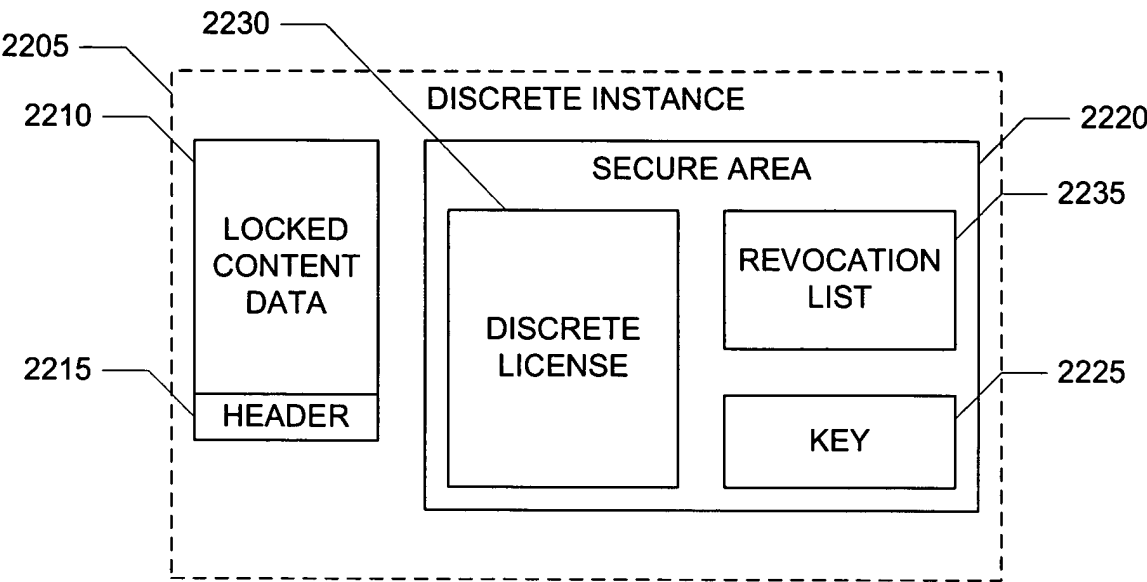 2230
2205
DISCRETE INSTANCE
2210
2220
SECURE AREA
2235
LOCKED
CONTENT
DATA
REVOCATION
LIST
DISCRETE
LICENSE
2215
2225
HEADER
KEY